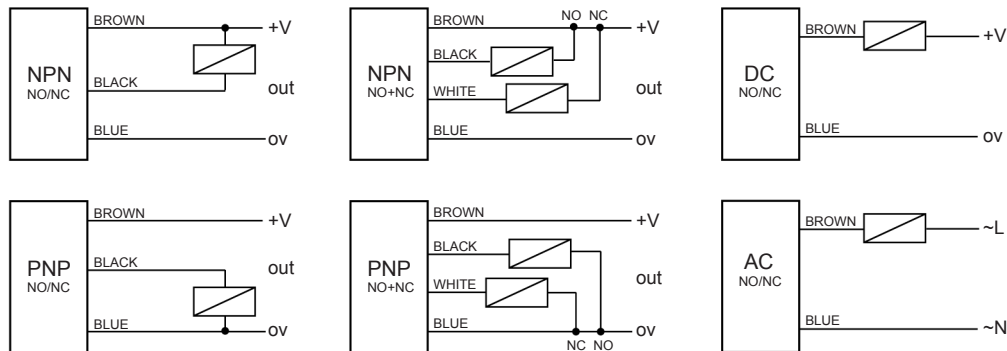 BROWN
+V
NPN
NO/NC
BLACK
out
BLUE
ov
NO NC
BROWN
+V
BLACK
NPN
NO+NC
out
WHITE
BLUE
ov
BROWN
+V
DC
NO/NC
BLUE
ov
BROWN
+V
BLACK
out
PNP
NO/NC
BLUE
ov
BROWN
+V
BLACK
PNP
NO+NC
out
WHITE
BLUE
ov
NC NO
BROWN
~L
AC
NO/NC
BLUE
~N